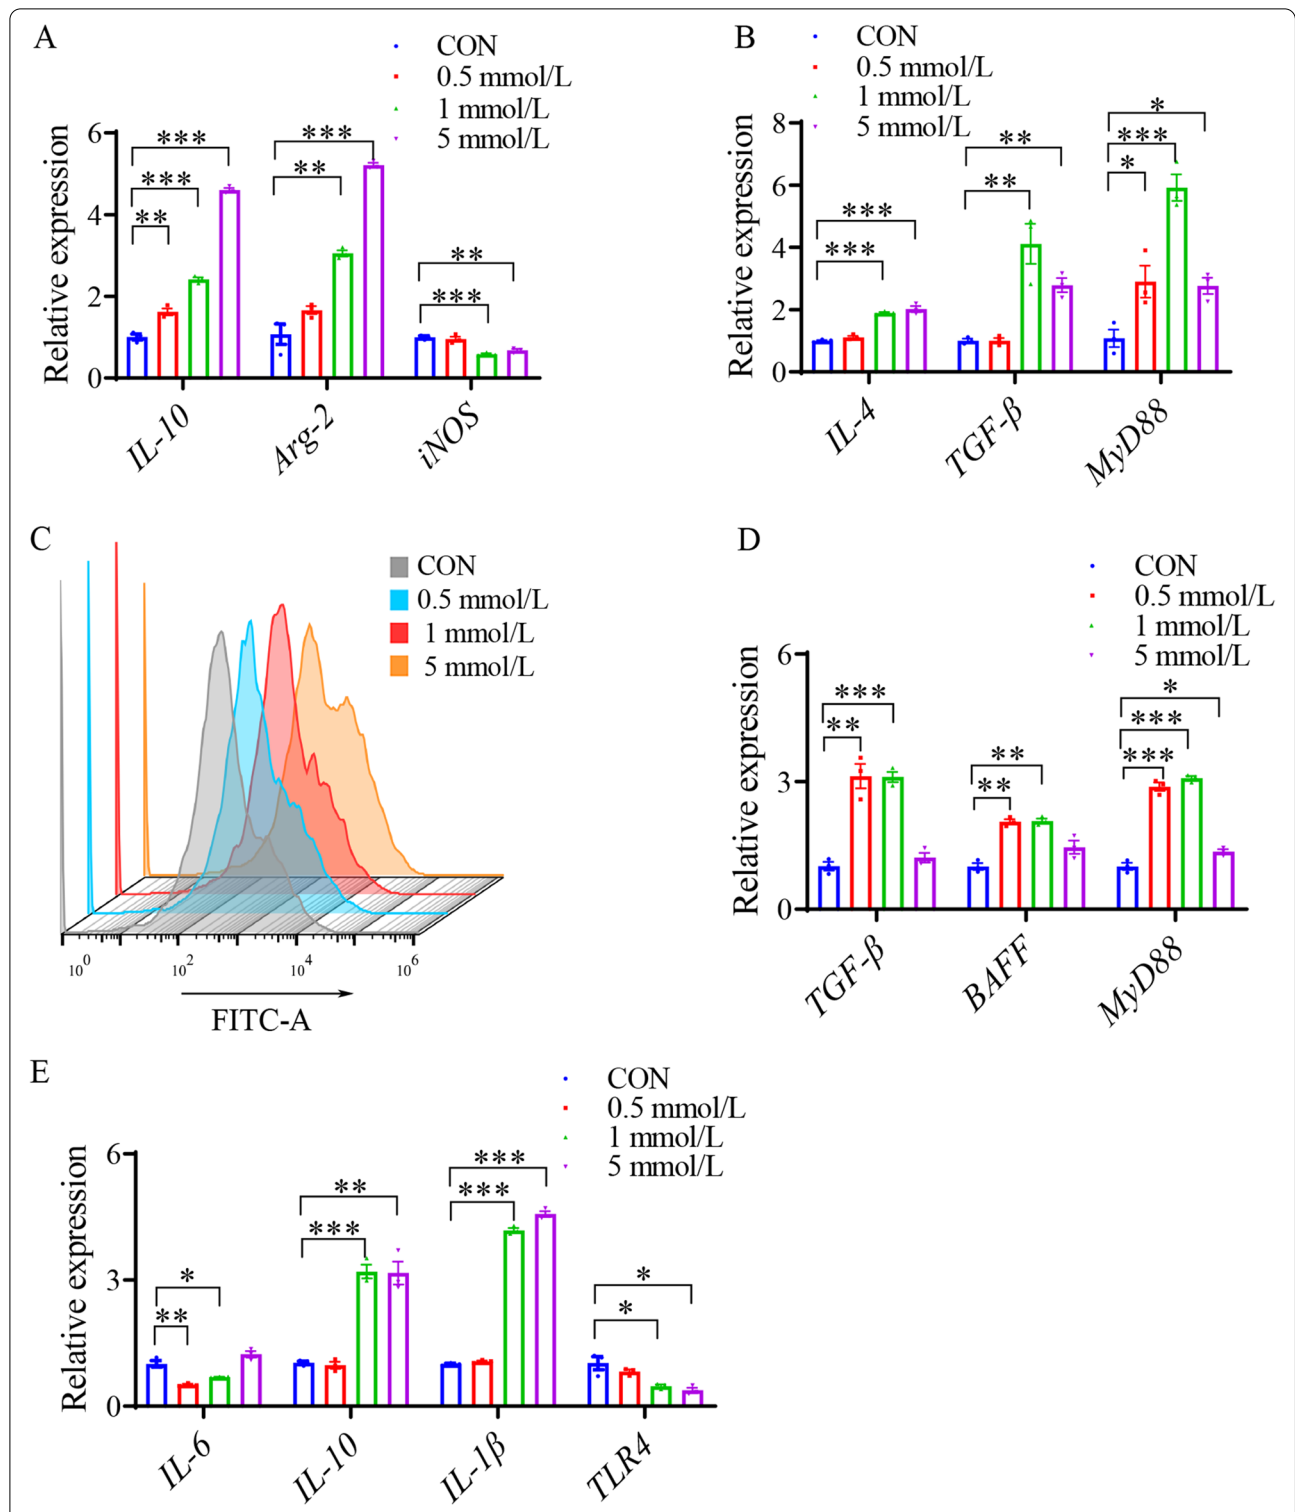 A
CON
0.5 mmol/L
1 mmol/L
5 mmol/L
Relative expression
6
4
2
0
***
***
**
***
**
**
***
IL-10
Arg-2
iNOS
B
CON
0.5 mmol/L
1 mmol/L
5 mmol/L
Relative expression
8
6
4
2
0
***
***
**
**
*
***
*
IL-4
TGF-β
MyD88
C
CON
0.5 mmol/L
1 mmol/L
5 mmol/L
10^0
10^2
10^4
10^6
FITC-A
D
CON
0.5 mmol/L
1 mmol/L
5 mmol/L
Relative expression
6
3
0
***
**
**
**
*
***
***
TGF-β
BAFF
MyD88
E
CON
0.5 mmol/L
1 mmol/L
5 mmol/L
Relative expression
6
3
0
*
**
**
***
***
***
*
*
IL-6
IL-10
IL-1β
TLR4